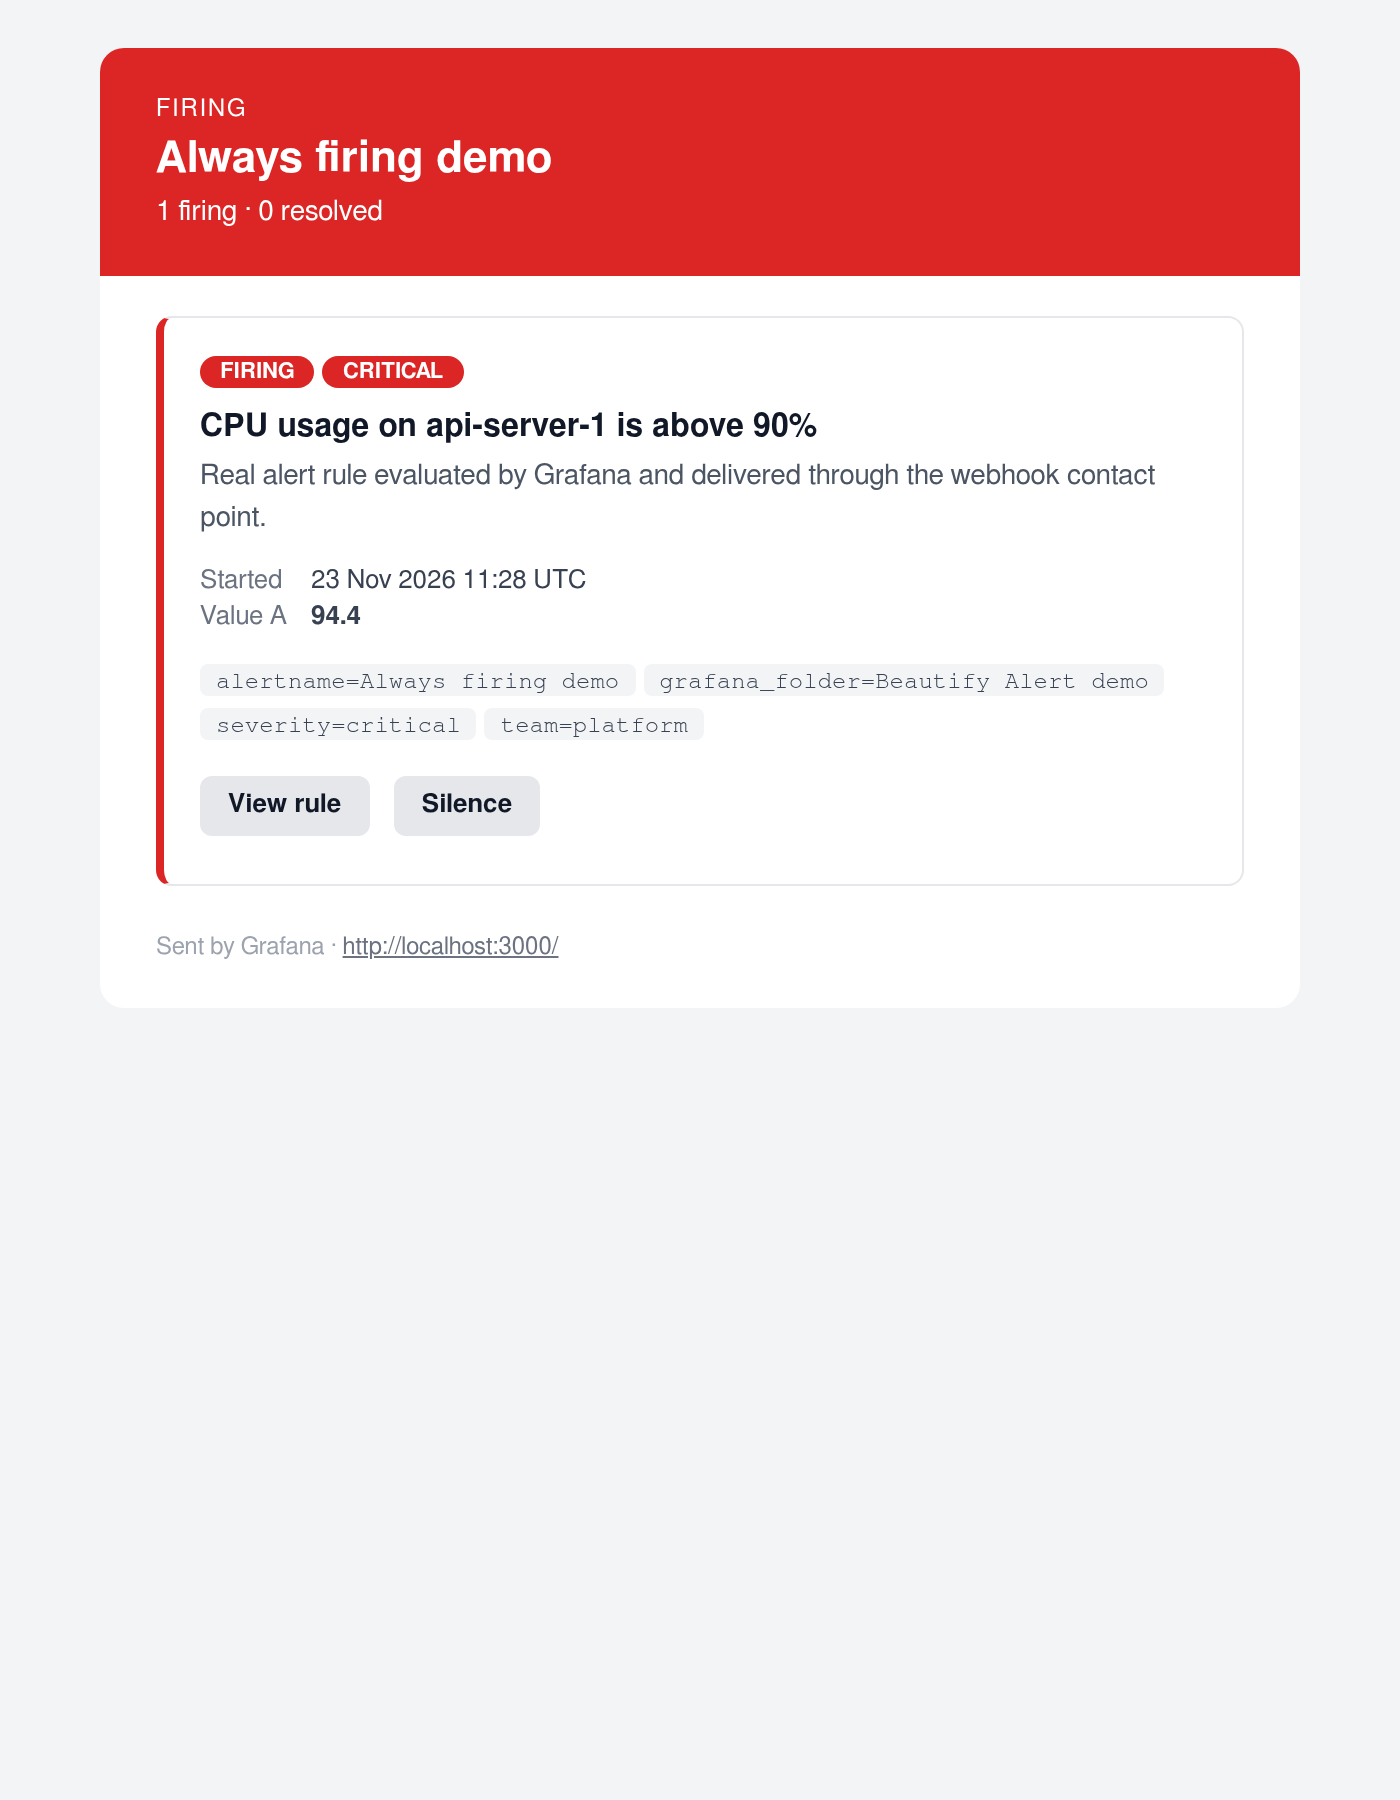 FIRING
Always firing demo
1 firing · 0 resolved
FIRING CRITICAL
CPU usage on api-server-1 is above 90%
Real alert rule evaluated by Grafana and delivered through the webhook contact
point.
Started 23 Nov 2026 11:28 UTC
Value A 94.4
alertname=Always firing demo grafana_folder=Beautify Alert demo
severity=critical team=platform
View rule Silence
Sent by Grafana · http://localhost:3000/